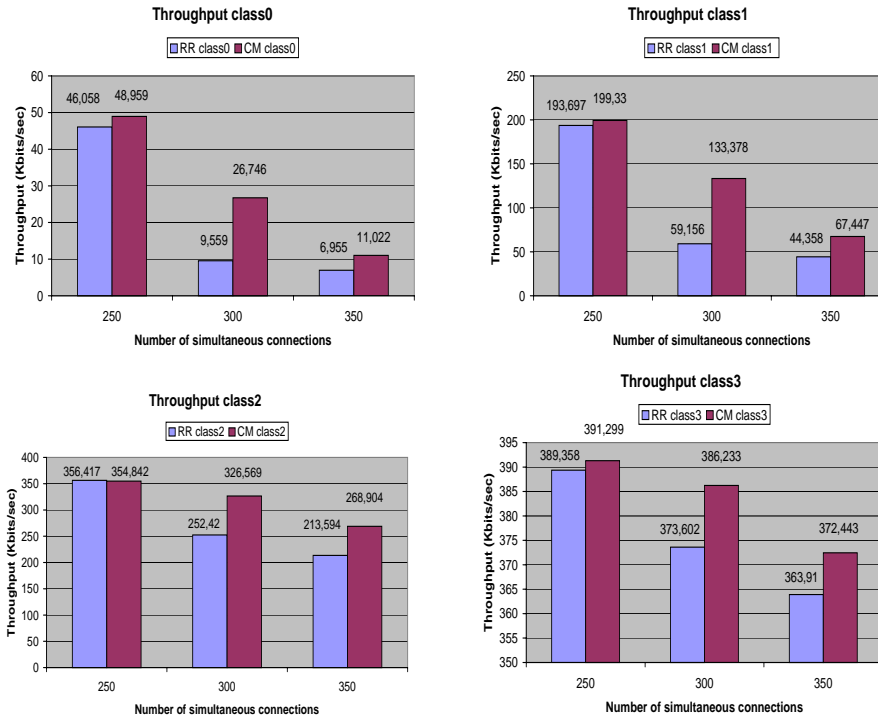 Throughput class0
RR class0 CM class0
Throughput (Kbits/sec)
60
50
40
30
20
10
0
46,058
48,959
9,559
26,746
6,955
11,022
250 300 350
Number of simultaneous connections
Throughput class1
RR class1 CM class1
Throughput (Kbits/sec)
250
200
150
100
50
0
193,697
199,33
59,156
133,378
44,358
67,447
250 300 350
Number of simultaneous connections
Throughput class2
RR class2 CM class2
Throughput (Kbits/sec)
400
350
300
250
200
150
100
50
0
356,417
354,842
252,42
326,569
213,594
268,904
250 300 350
Number of simultaneous connections
Throughput class3
RR class3 CM class3
Throughput (Kbits/sec)
395
390
385
380
375
370
365
360
355
350
389,358
391,299
373,602
386,233
363,91
372,443
250 300 350
Number of simultaneous connections